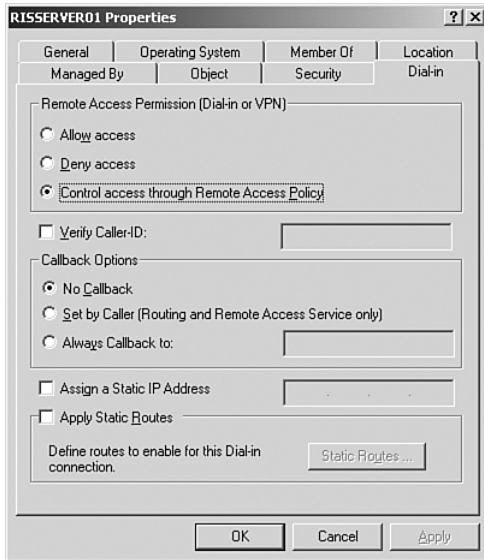 RISSERVER01 Properties
General Operating System Member Of Location
Managed By Object Security Dial-in
Remote Access Permission (Dial-in or VPN)
Allow access
Deny access
Control access through Remote Access Policy
Verify Caller-ID:
Callback Options
No Callback
Set by Caller (Routing and Remote Access Service only)
Always Callback to:
Assign a Static IP Address
Apply Static Routes
Define routes to enable for this Dial-in
connection.
Static Routes ...
OK Cancel Apply